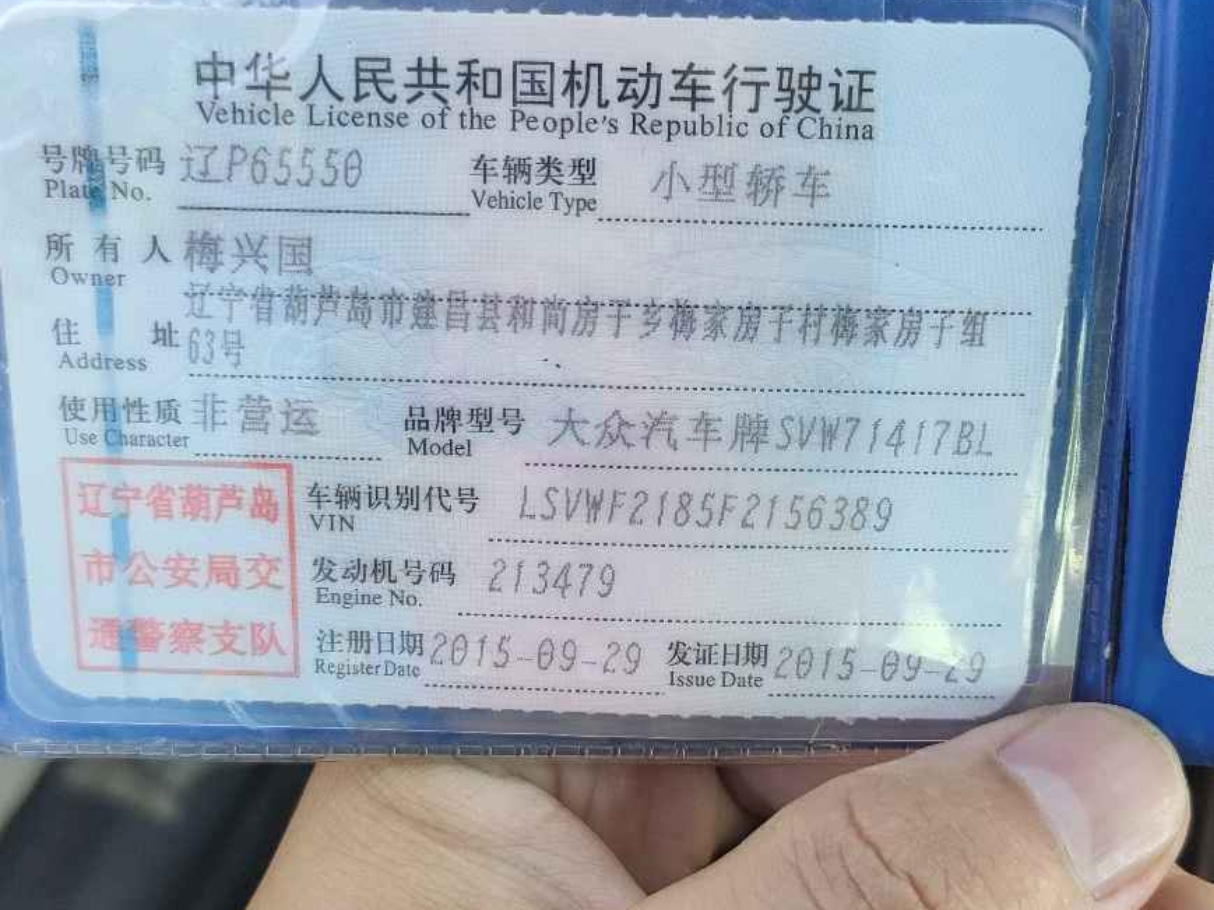 中华人民共和国机动车行驶证
Vehicle License of the People's Republic of China
号牌号码 辽P65550 车辆类型 小型轿车
Plate No. Vehicle Type
所有人 梅兴国
Owner
辽宁省葫芦岛市建昌县和尚房子乡梅家房子村梅家房子组
住址 63号
Address
使用性质 非营运 品牌型号 大众汽车牌SVW71417BL
Use Character Model
辽宁省葫芦岛
市公安局交
通警察支队
车辆识别代号 LSVWF2185F2156389
VIN
发动机号码 213479
Engine No.
注册日期 2015-09-29 发证日期 2015-09-29
Register Date Issue Date